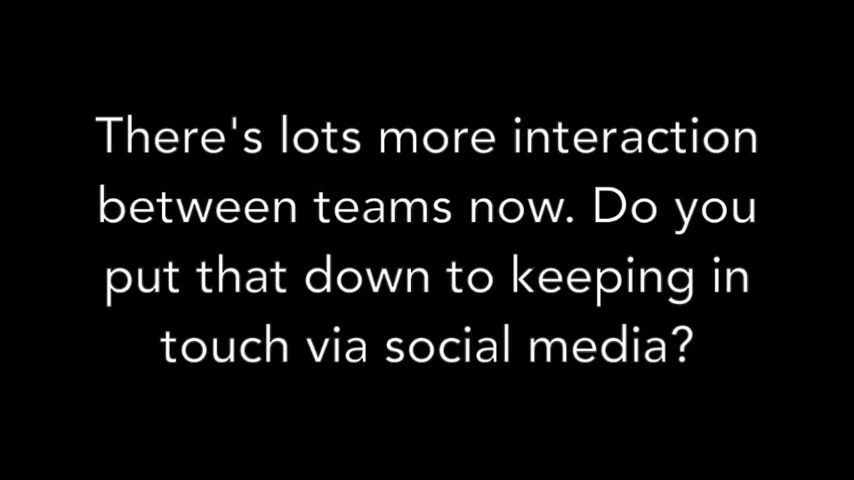 There's lots more interaction
between teams now. Do you
put that down to keeping in
touch via social media?